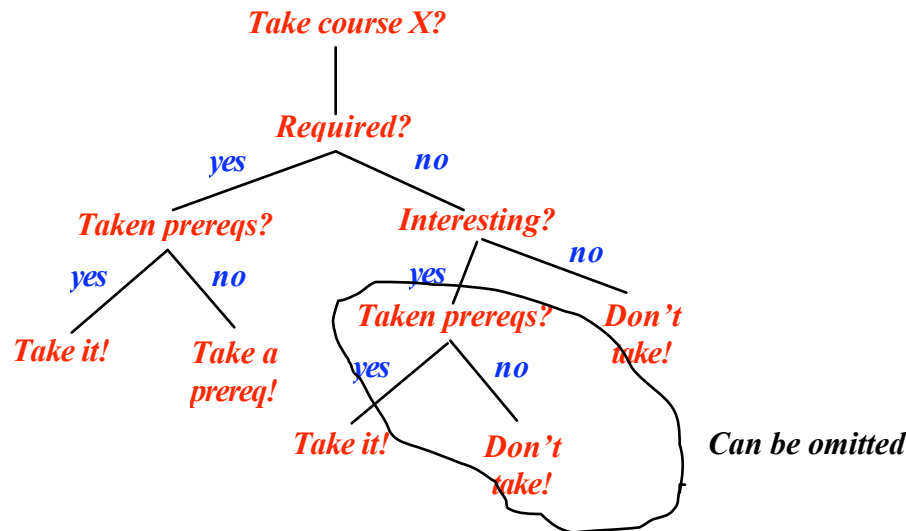 Take course X?
Required?
yes
no
Taken prereqs?
Interesting?
yes
no
yes
no
Taken prereqs?
Don’t
take!
Take it!
Take a
prereq!
yes
no
Take it!
Don’t
take!
Can be omitted